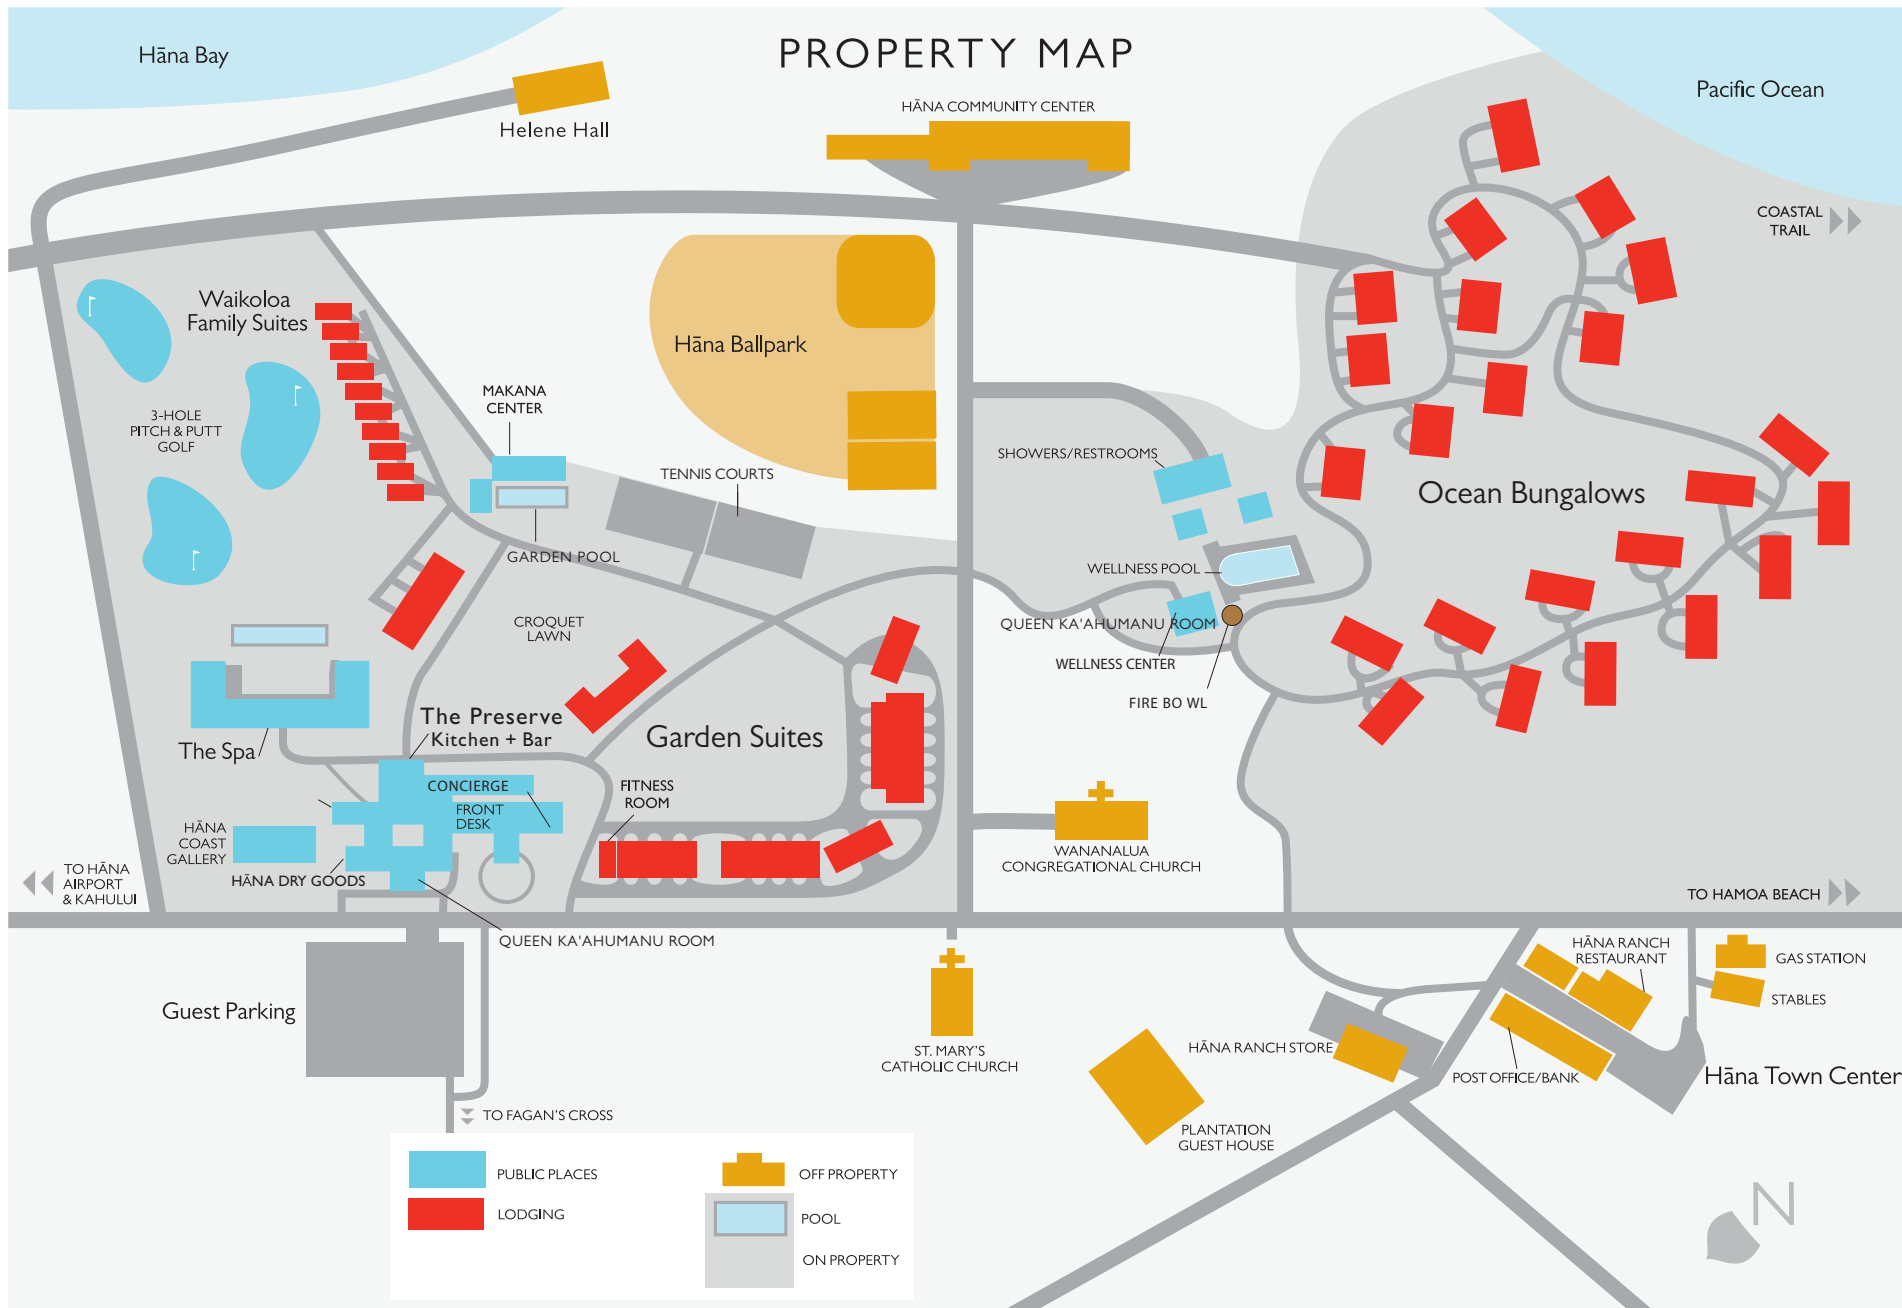 PROPERTY MAP
Hāna Bay
Helene Hall
HĀNA COMMUNITY CENTER
Pacific Ocean
COASTAL
TRAIL
Waikoloa
Family Suites
Hāna Ballpark
3-HOLE
PITCH & PUTT
GOLF
MAKANA
CENTER
TENNIS COURTS
GARDEN POOL
SHOWERS/RESTROOMS
Ocean Bungalows
WELLNESS POOL
QUEEN KA'AHUMANU ROOM
WELLNESS CENTER
FIRE BO WL
CROQUET
LAWN
The Spa
The Preserve
Kitchen + Bar
Garden Suites
CONCIERGE
FRONT
DESK
FITNESS
ROOM
HĀNA
COAST
GALLERY
HĀNA DRY GOODS
WANANALUA
CONGREGATIONAL CHURCH
TO HĀNA
AIRPORT
& KAHULUI
TO HAMOA BEACH
QUEEN KA'AHUMANU ROOM
Guest Parking
ST. MARY'S
CATHOLIC CHURCH
HĀNA RANCH
RESTAURANT
GAS STATION
STABLES
HĀNA RANCH STORE
POST OFFICE/BANK
Hāna Town Center
PLANTATION
GUEST HOUSE
TO FAGAN'S CROSS
PUBLIC PLACES
LODGING
OFF PROPERTY
POOL
ON PROPERTY
N